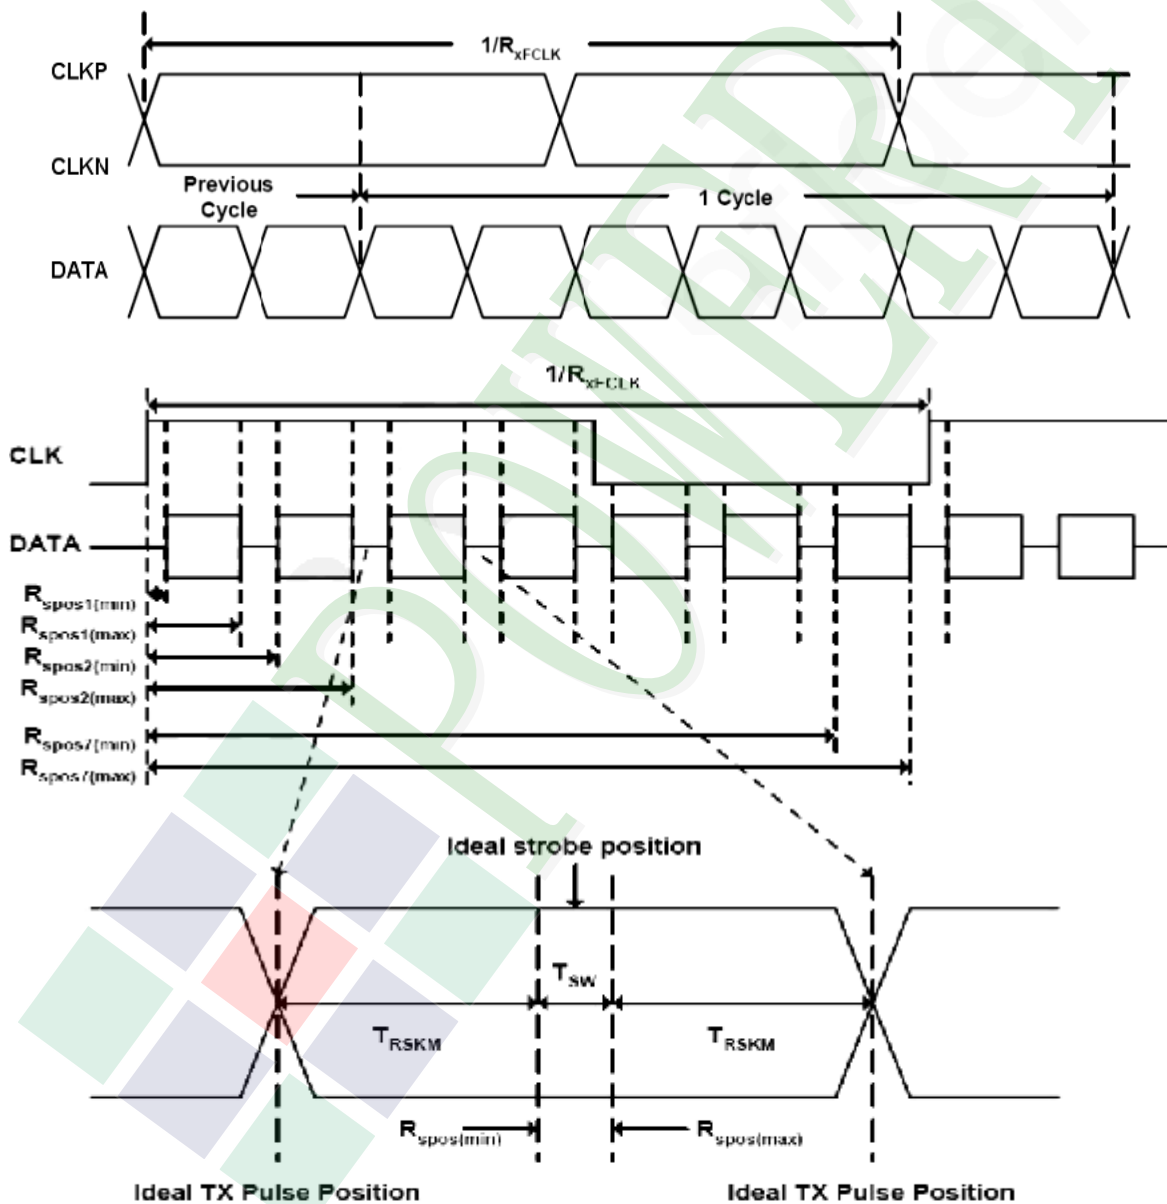 1/RxFCLK
CLKP
CLKN
Previous
Cycle
1 Cycle
DATA
1/RxFCLK
CLK
DATA
Rspos1(min)
Rspos1(max)
Rspos2(min)
Rspos2(max)
Rspos7(min)
Rspos7(max)
Ideal strobe position
TSW
TRSKM
TRSKM
Rspos(min)
Rspos(max)
Ideal TX Pulse Position
Ideal TX Pulse Position